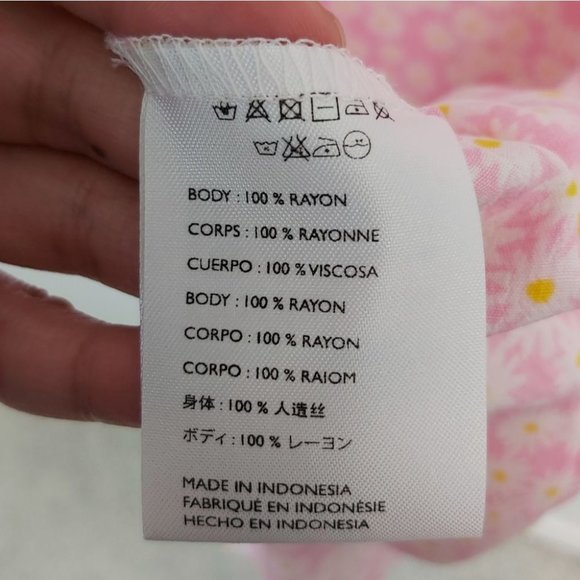 BODY : 100 % RAYON
CORPS : 100 % RAYONNE
CUERPO : 100 % VISCOSA
BODY : 100 % RAYON
CORPO : 100 % RAYON
CORPO : 100 % RAIOM
身体 : 100 % 人造丝
ボディ : 100 % レーヨン
MADE IN INDONESIA
FABRIQUÉ EN INDONÉSIE
HECHO EN INDONESIA